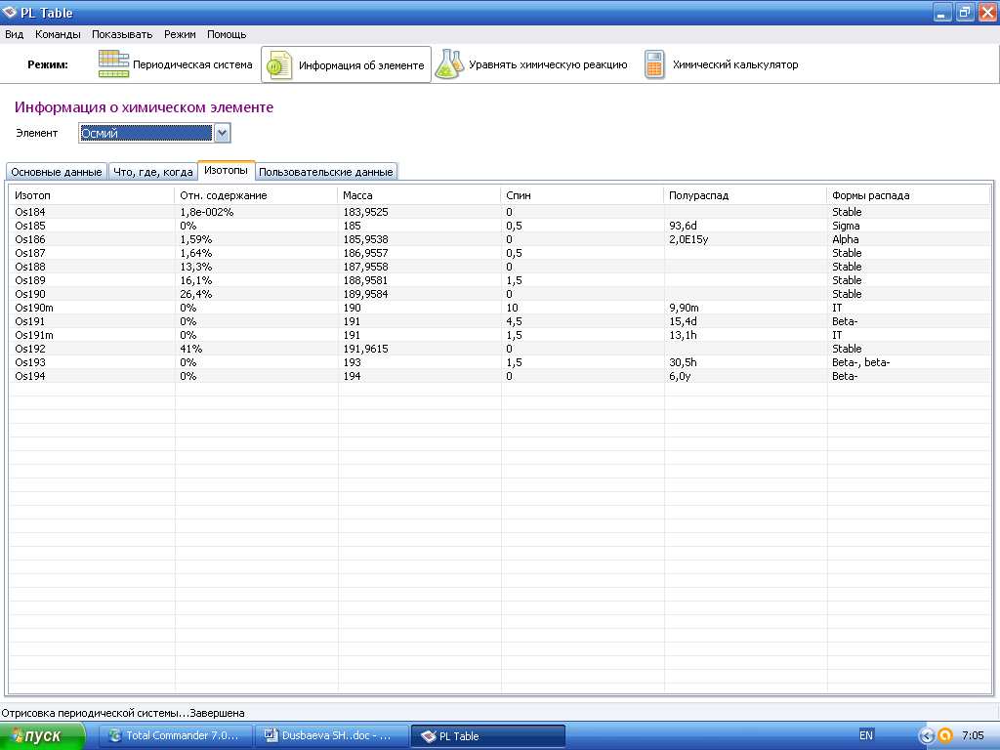 PL Table
Вид Команды Показывать Режим Помощь
Режим: Периодическая система Информация об элементе Уравнять химическую реакцию Химический калькулятор
Информация о химическом элементе
Элемент Осмий
Основные данные Что, где, когда Изотопы Пользовательские данные
Изотоп Отн. содержание Масса Спин Полураспад Формы распада
Os184 1,8e-002% 183,9525 0 Stable
Os185 0% 185 0,5 93,6d Sigma
Os186 1,59% 185,9538 0 2,0E15y Alpha
Os187 1,64% 186,9557 0,5 Stable
Os188 13,3% 187,9558 0 Stable
Os189 16,1% 188,9581 1,5 Stable
Os190 26,4% 189,9584 0 Stable
Os190m 0% 190 10 9,90m IT
Os191 0% 191 4,5 15,4d Beta-
Os191m 0% 191 1,5 13,1h IT
Os192 41% 191,9615 0 Stable
Os193 0% 193 1,5 30,5h Beta-, beta-
Os194 0% 194 0 6,0y Beta-
Отрисовка периодической системы...Завершена
пуск Total Commander 7.0... Dusbaeva SH..doc - ... PL Table EN 7:05